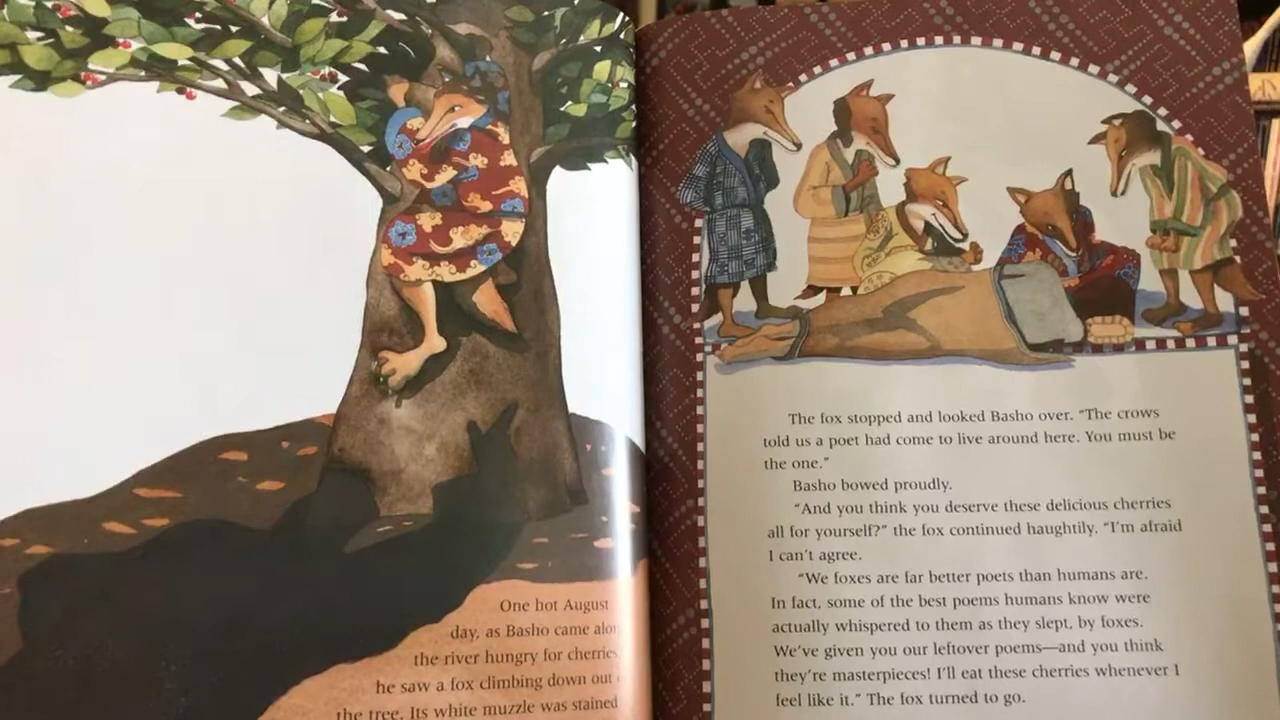 One hot August
day, as Basho came
the river hungry for
he saw a fox climbing down out
the tree. Its white muzzle was stained
The fox stopped and looked Basho over. “The crows
told us a poet had come to live around here. You must be
the one.”
Basho bowed proudly.
“And you think you deserve these delicious cherries
all for yourself?” the fox continued haughtily. “I’m afraid
I can’t agree.
“We foxes are far better poets than humans are.
In fact, some of the best poems humans know were
actually whispered to them as they slept, by foxes.
We’ve given you our leftover poems—and you think
they’re masterpieces! I’ll eat these cherries whenever I
feel like it.” The fox turned to go.